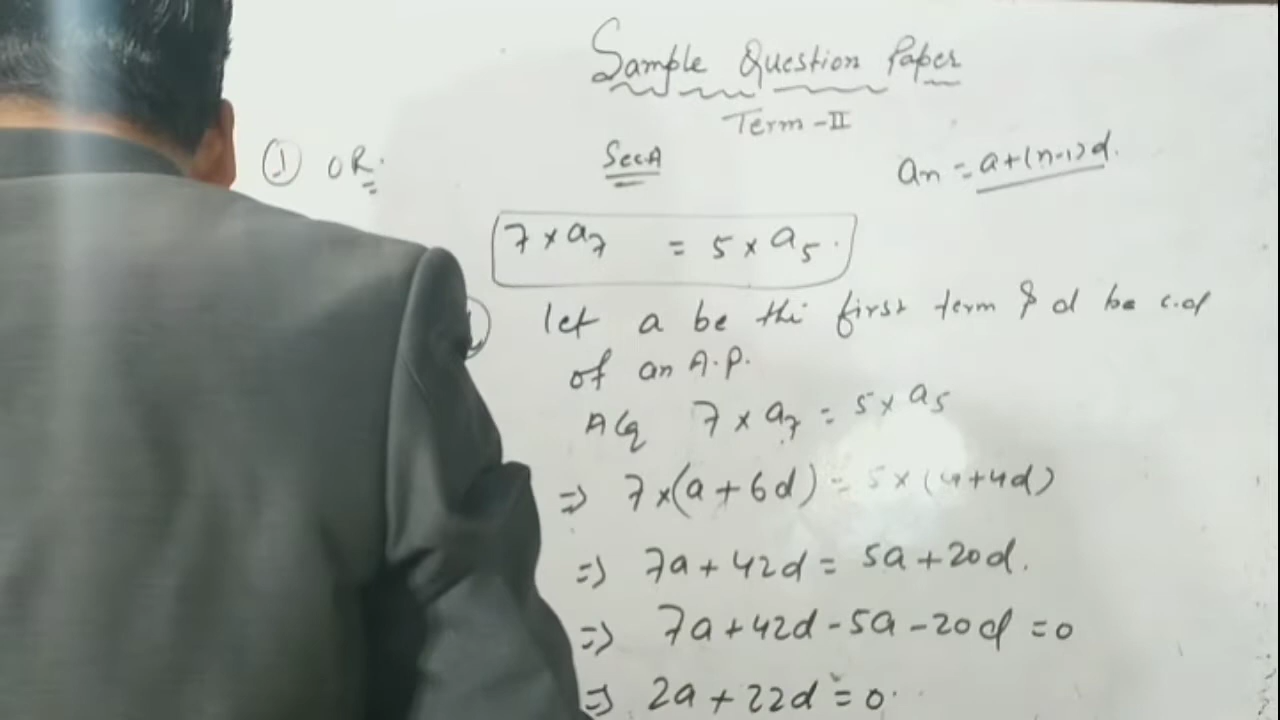 Sample Question Paper
Term-II
① OR.
Sec.A
an = a+(n-1)d.
7 × a7 = 5 × a5.
let a be the first term & d be c.d
of an A.P.
A/q 7 × a7 = 5 × a5
⇒ 7×(a+6d) = 5×(a+4d)
⇒ 7a+42d = 5a+20d.
⇒ 7a+42d-5a-20d = 0
⇒ 2a+22d = 0.